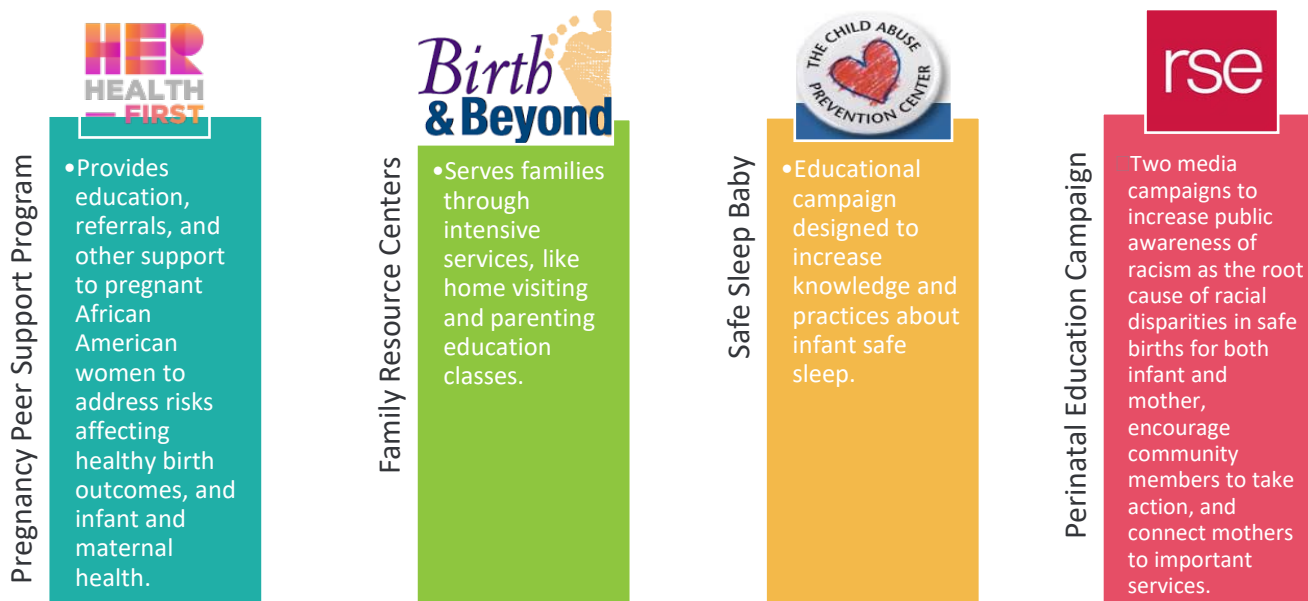 HER
HEALTH
— FIRST
Pregnancy Peer Support Program
•Provides
education,
referrals, and
other support
to pregnant
African
American
women to
address risks
affecting
healthy birth
outcomes, and
infant and
maternal
health.
Birth
& Beyond
Family Resource Centers
•Serves families
through
intensive
services, like
home visiting
and parenting
education
classes.
THE CHILD ABUSE
PREVENTION CENTER
Safe Sleep Baby
•Educational
campaign
designed to
increase
knowledge and
practices about
infant safe
sleep.
rse
Perinatal Education Campaign
□Two media
campaigns to
increase public
awareness of
racism as the root
cause of racial
disparities in safe
births for both
infant and
mother,
encourage
community
members to take
action, and
connect mothers
to important
services.